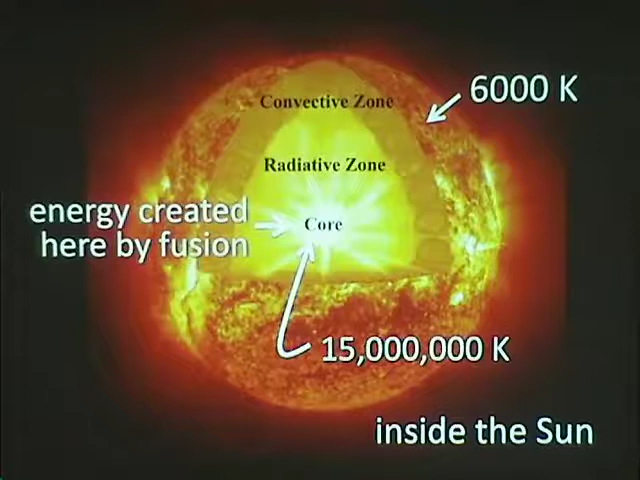 Convective Zone
6000 K
Radiative Zone
energy created
here by fusion
Core
15,000,000 K
inside the Sun